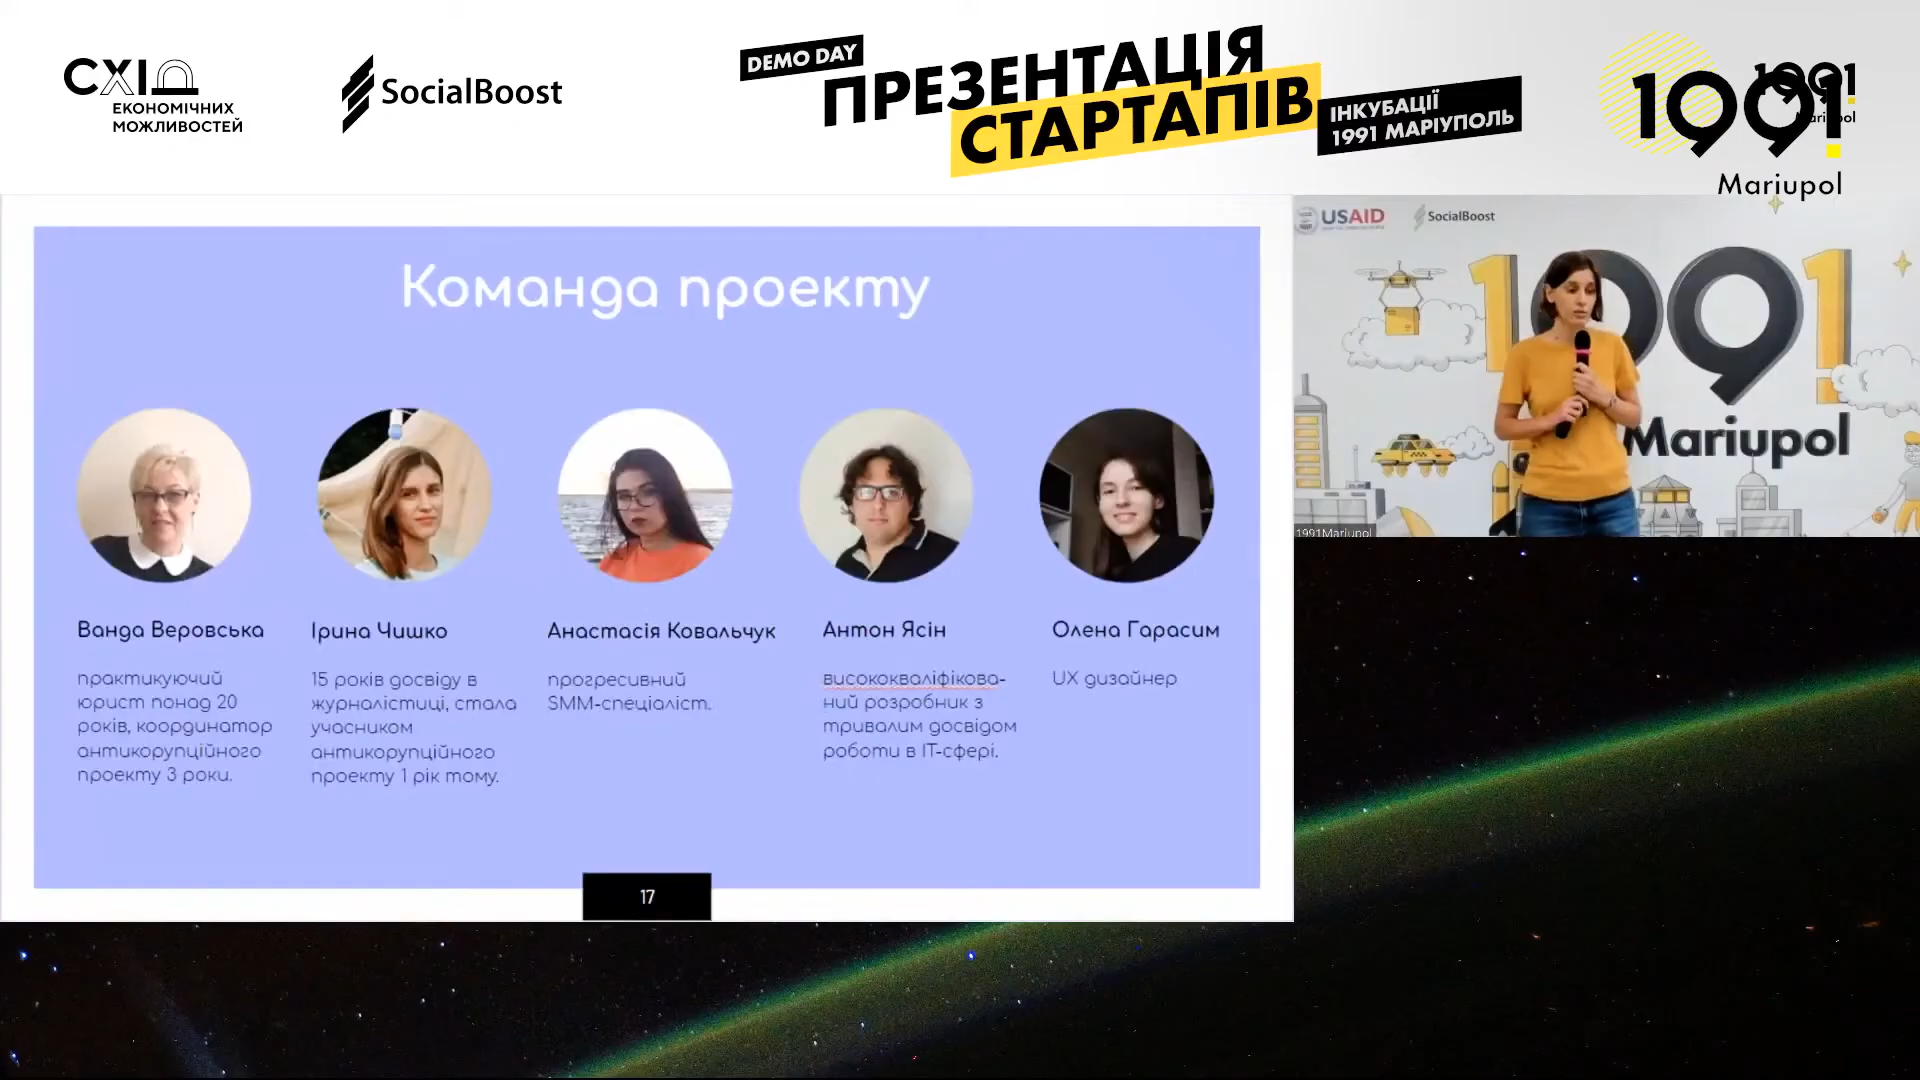 СХІД
ЕКОНОМІЧНИХ
МОЖЛИВОСТЕЙ
SocialBoost
DEMO DAY
ПРЕЗЕНТАЦІЯ
СТАРТАПІВ
ІНКУБАЦІЇ
1991 МАРІУПОЛЬ
1991
Mariupol
USAID
SocialBoost
1991
Mariupol
1991Mariupol
Команда проекту
Ванда Веровська
практикуючий
юрист понад 20
років, координатор
антикорупційного
проекту 3 роки.
Ірина Чишко
15 років досвіду в
журналістиці, стала
учасником
антикорупційного
проекту 1 рік тому.
Анастасія Ковальчук
прогресивний
SMM-спеціаліст.
Антон Ясін
висококваліфікова-
ний розробник з
тривалим досвідом
роботи в ІТ-сфері.
Олена Гарасим
UX дизайнер
17